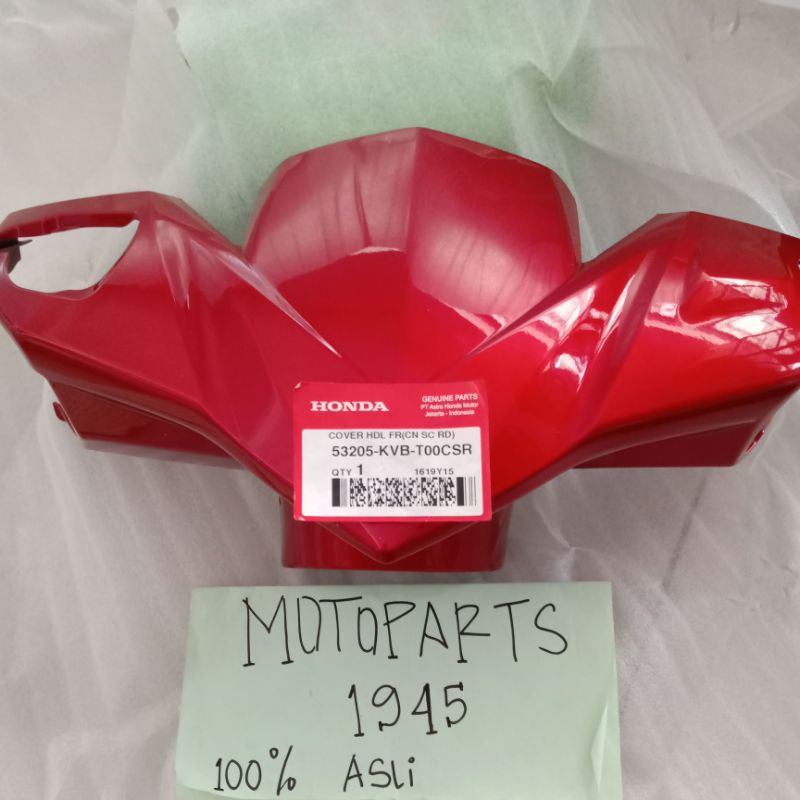 HONDA
GENUINE PARTS
PT Astra Honda Motor
Jakarta - Indonesia
COVER HDL FR(CN SC RD)
53205-KVB-T00CSR
QTY 1 1619Y15
MOTOPARTS
1945
100% ASLi